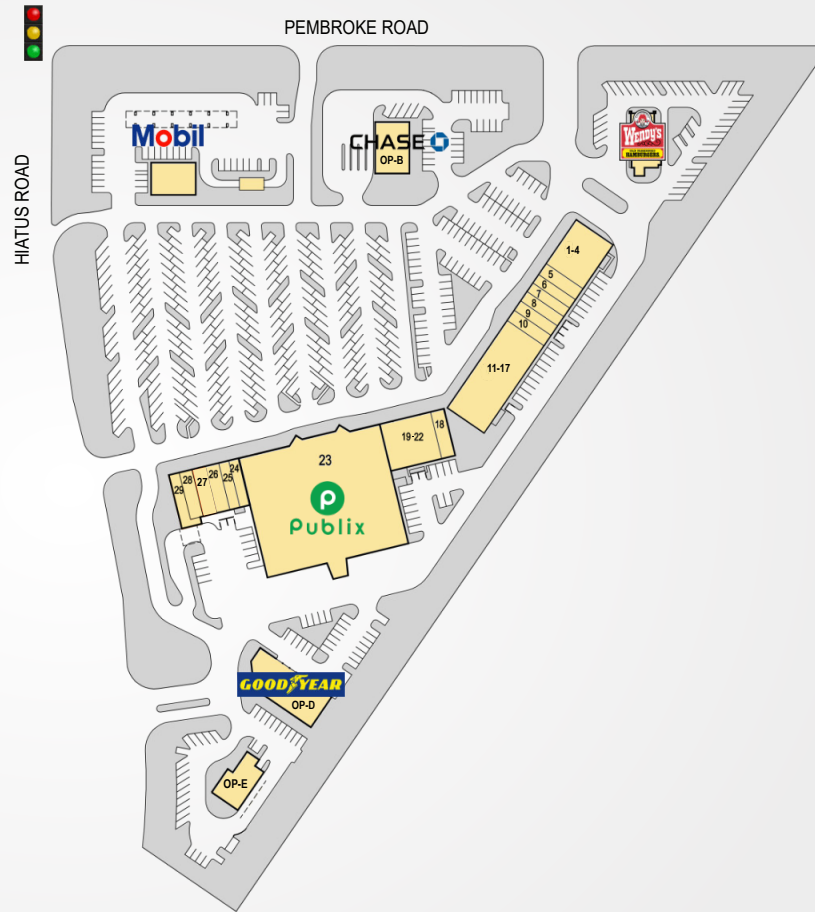 PEMBROKE ROAD
HIATUS ROAD
Mobil
CHASE
OP-B
WENDY'S
OLD FASHIONED
HAMBURGERS
1-4
5
6
7
8
9
10
11-17
18
19-22
23
Publix
24
25
26
27
28
29
GOODYEAR
OP-D
OP-E